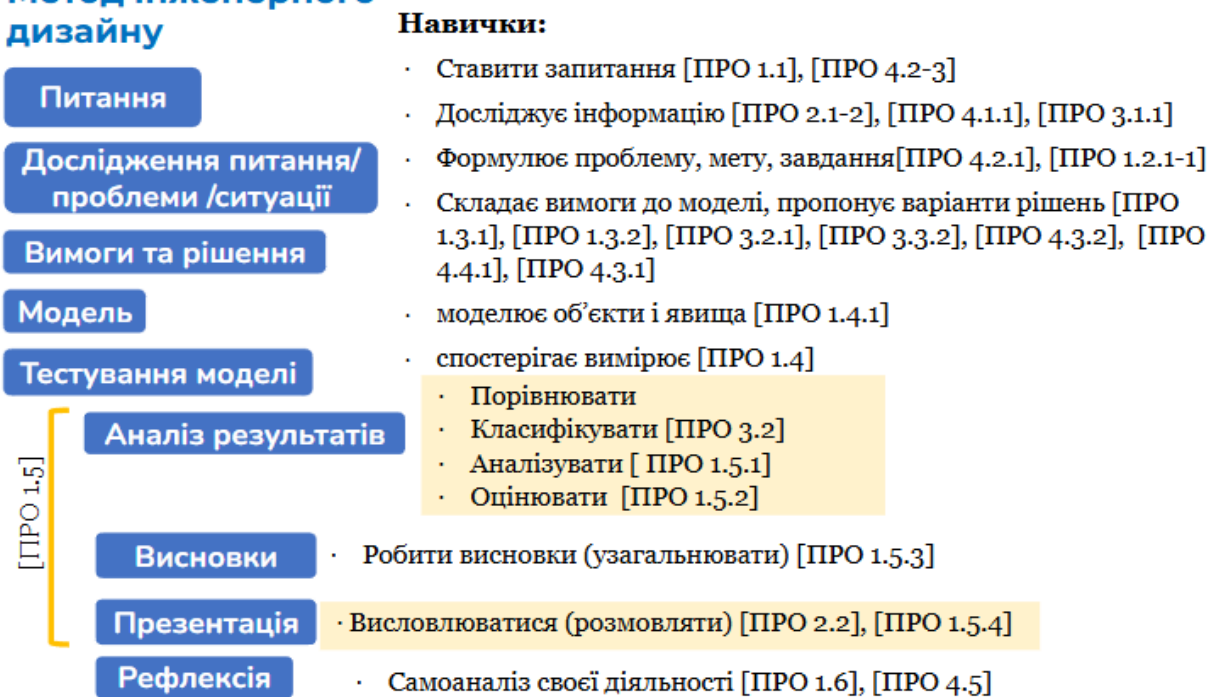 дизайну
Навички:
Питання
· Ставити запитання [ПРО 1.1], [ПРО 4.2-3]
· Досліджує інформацію [ПРО 2.1-2], [ПРО 4.1.1], [ПРО 3.1.1]
Дослідження питання/
проблеми /ситуації
· Формулює проблему, мету, завдання[ПРО 4.2.1], [ПРО 1.2.1-1]
Вимоги та рішення
· Складає вимоги до моделі, пропонує варіанти рішень [ПРО
1.3.1], [ПРО 1.3.2], [ПРО 3.2.1], [ПРО 3.3.2], [ПРО 4.3.2], [ПРО
4.4.1], [ПРО 4.3.1]
Модель
· моделює об’єкти і явища [ПРО 1.4.1]
Тестування моделі
· спостерігає вимірює [ПРО 1.4]
[ПРО 1.5]
Аналіз результатів
· Порівнювати
· Класифікувати [ПРО 3.2]
· Аналізувати [ ПРО 1.5.1]
· Оцінювати [ПРО 1.5.2]
Висновки
· Робити висновки (узагальнювати) [ПРО 1.5.3]
Презентація
· Висловлюватися (розмовляти) [ПРО 2.2], [ПРО 1.5.4]
Рефлексія
· Самоаналіз своєї діяльності [ПРО 1.6], [ПРО 4.5]